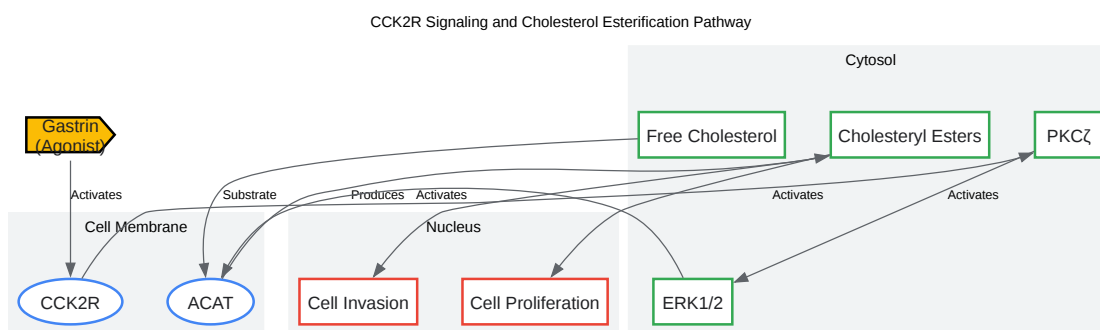 CCK2R Signaling and Cholesterol Esterification Pathway
Cytosol
Gastrin
(Agonist)
Free Cholesterol
Cholesteryl Esters
PKCζ
Activates
Substrate
Produces
Activates
Activates
Activates
Cell Membrane
Nucleus
CCK2R
ACAT
Cell Invasion
Cell Proliferation
ERK1/2